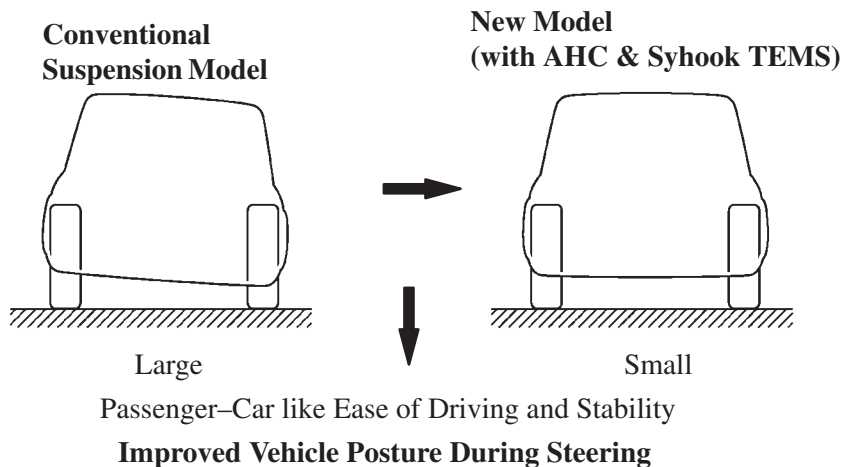 Conventional
Suspension Model
New Model
(with AHC & Syhook TEMS)
Large
Small
Passenger–Car like Ease of Driving and Stability
Improved Vehicle Posture During Steering